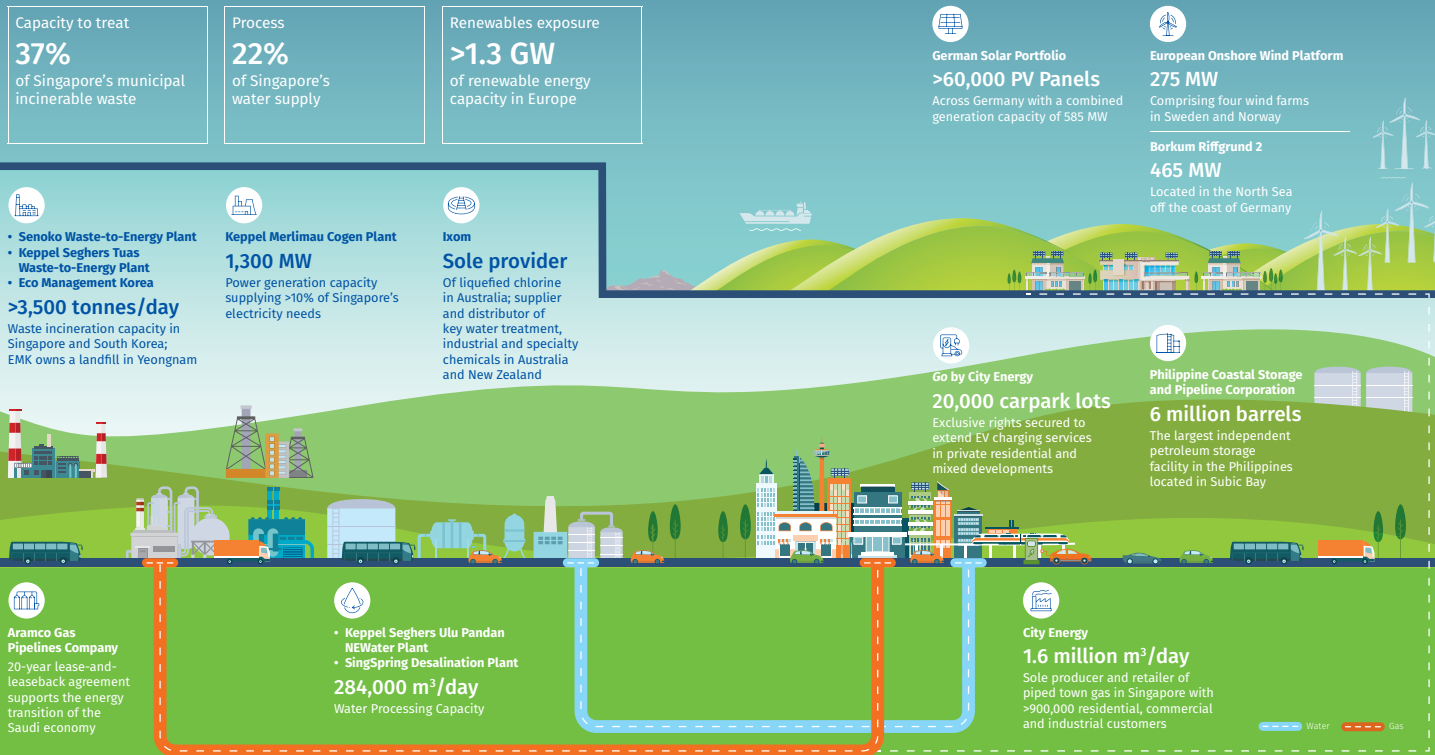 Capacity to treat
37%
of Singapore’s municipal
incinerable waste
Process
22%
of Singapore’s
water supply
Renewables exposure
>1.3 GW
of renewable energy
capacity in Europe
German Solar Portfolio
>60,000 PV Panels
Across Germany with a combined
generation capacity of 585 MW
European Onshore Wind Platform
275 MW
Comprising four wind farms
in Sweden and Norway
Borkum Riffgrund 2
465 MW
Located in the North Sea
off the coast of Germany
• Senoko Waste-to-Energy Plant
• Keppel Seghers Tuas
Waste-to-Energy Plant
• Eco Management Korea
>3,500 tonnes/day
Waste incineration capacity in
Singapore and South Korea;
EMK owns a landfill in Yeongnam
Keppel Merlimau Cogen Plant
1,300 MW
Power generation capacity
supplying >10% of Singapore’s
electricity needs
Ixom
Sole provider
Of liquefied chlorine
in Australia; supplier
and distributor of
key water treatment,
industrial and specialty
chemicals in Australia
and New Zealand
Go by City Energy
20,000 carpark lots
Exclusive rights secured to
extend EV charging services
in private residential and
mixed developments
Philippine Coastal Storage
and Pipeline Corporation
6 million barrels
The largest independent
petroleum storage
facility in the Philippines
located in Subic Bay
Aramco Gas
Pipelines Company
20-year lease-and-
leaseback agreement
supports the energy
transition of the
Saudi economy
• Keppel Seghers Ulu Pandan
NEWater Plant
• SingSpring Desalination Plant
284,000 m³/day
Water Processing Capacity
City Energy
1.6 million m³/day
Sole producer and retailer of
piped town gas in Singapore with
>900,000 residential, commercial
and industrial customers
Water
Gas